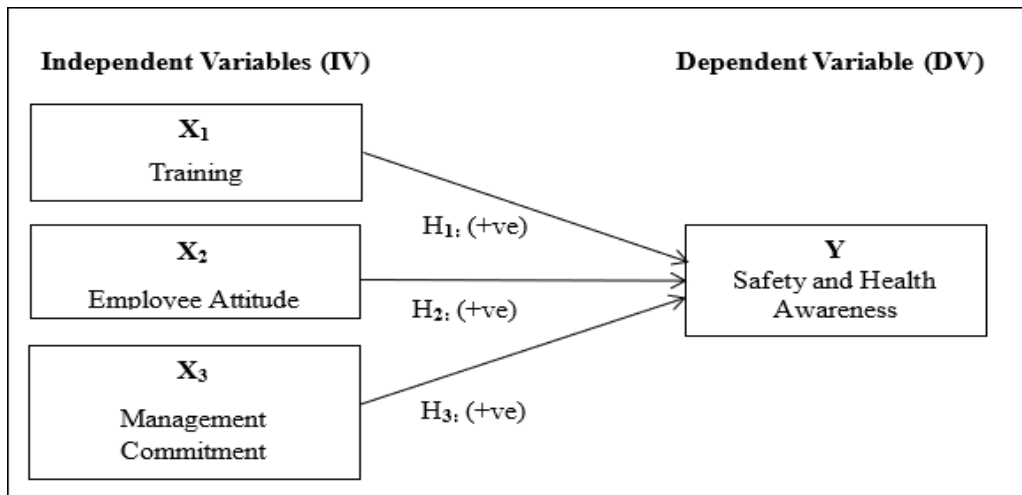 Independent Variables (IV)
Dependent Variable (DV)
X₁
Training
H₁: (+ve)
X₂
Employee Attitude
H₂: (+ve)
X₃
Management
Commitment
H₃: (+ve)
Y
Safety and Health
Awareness